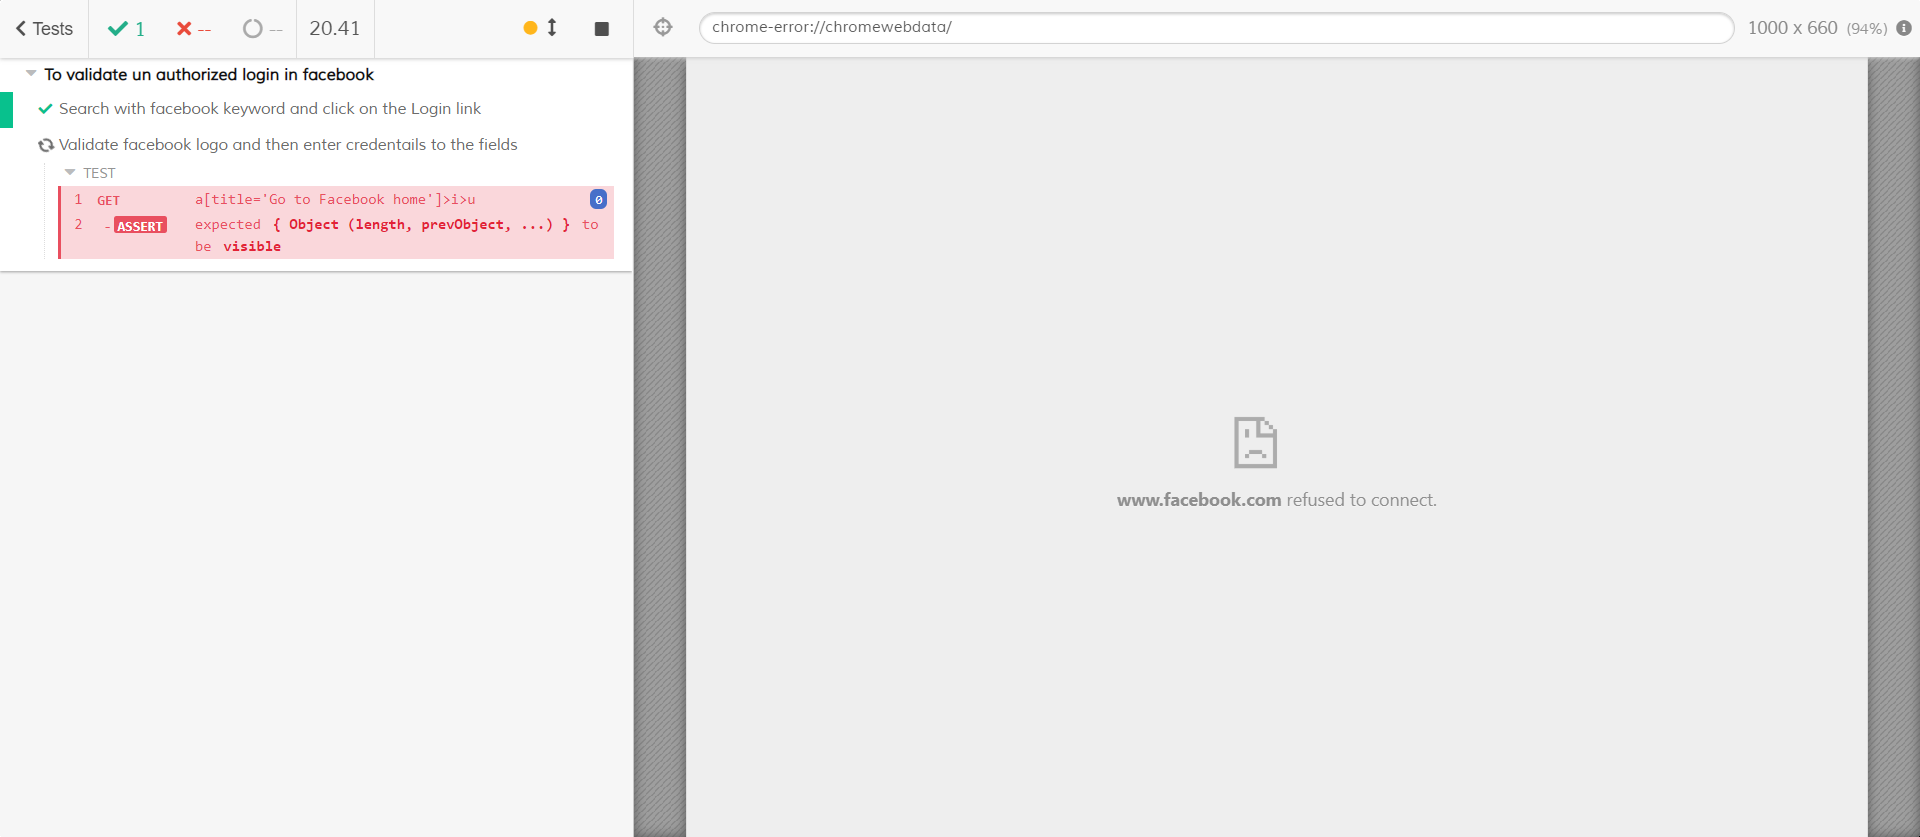 Tests 1 -- -- 20.41
chrome-error://chromewebdata/ 1000 x 660 (94%)
To validate un authorized login in facebook
Search with facebook keyword and click on the Login link
Validate facebook logo and then enter credentails to the fields
TEST
1 GET a[title='Go to Facebook home']>i>u 0
2 -ASSERT expected { Object (length, prevObject, ...) } to
be visible
www.facebook.com refused to connect.